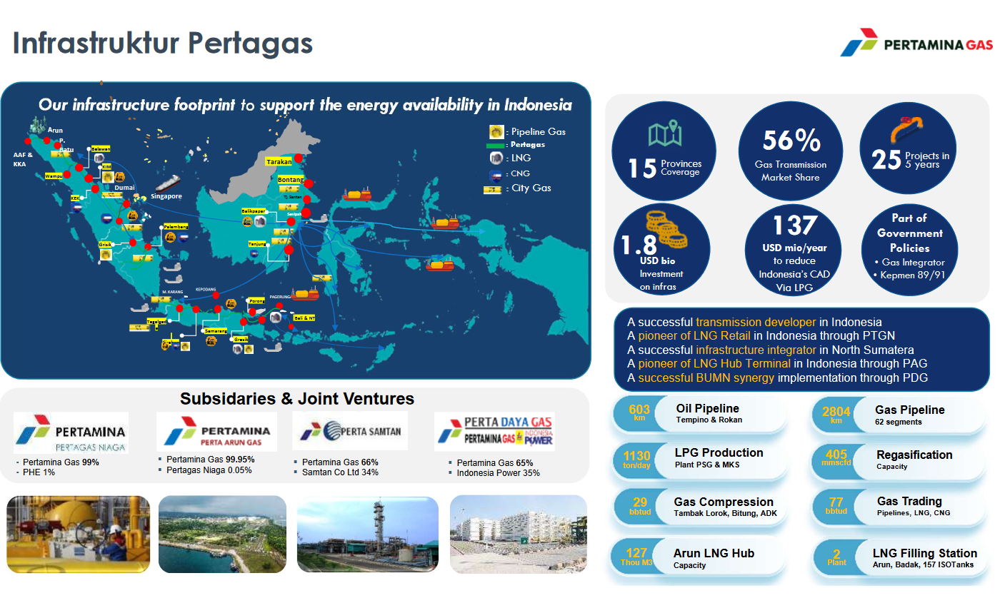 Infrastruktur Pertagas
PERTAMINA GAS
Our infrastructure footprint to support the energy availability in Indonesia
: Pipeline Gas
: Pertagas
: LNG
: CNG
: City Gas
Arun
P.
Batu
AAF &
KKA
Belawan
KIM
Wampu
Dumai
KEK
Singapore
Palembang
Grisik
Tarakan
Bontang
Tj. Santan
Senipah
Balikpapan
Tanjung
M. KARANG
KEPODANG
PAGERUNG
Porong
Tegalgede
Semarang
Gresik
Bali & NT
15 Provinces
Coverage
56%
Gas Transmission
Market Share
25 Projects in
5 years
1.8
USD bio
Investment
on infras
137
USD mio/year
to reduce
Indonesia's CAD
Via LPG
Part of
Government
Policies
• Gas Integrator
• Kepmen 89/91
A successful transmission developer in Indonesia
A pioneer of LNG Retail in Indonesia through PTGN
A successful infrastructure integrator in North Sumatera
A pioneer of LNG Hub Terminal in Indonesia through PAG
A successful BUMN synergy implementation through PDG
Subsidaries & Joint Ventures
PERTAMINA
PERTAGAS NIAGA
- Pertamina Gas 99%
- PHE 1%
PERTAMINA
PERTA ARUN GAS
▪ Pertamina Gas 99.95%
▪ Pertagas Niaga 0.05%
PERTA SAMTAN
▪ Pertamina Gas 66%
▪ Samtan Co Ltd 34%
PERTA DAYA GAS
PERTAMINA GAS INDONESIA POWER
▪ Pertamina Gas 65%
▪ Indonesia Power 35%
603
km
Oil Pipeline
Tempino & Rokan
2804
km
Gas Pipeline
62 segments
1130
ton/day
LPG Production
Plant PSG & MKS
405
mmscfd
Regasification
Capacity
29
bbtud
Gas Compression
Tambak Lorok, Bitung, ADK
77
bbtud
Gas Trading
Pipelines, LNG, CNG
127
Thou M3
Arun LNG Hub
Capacity
2
Plant
LNG Filling Station
Arun, Badak, 157 ISOTanks